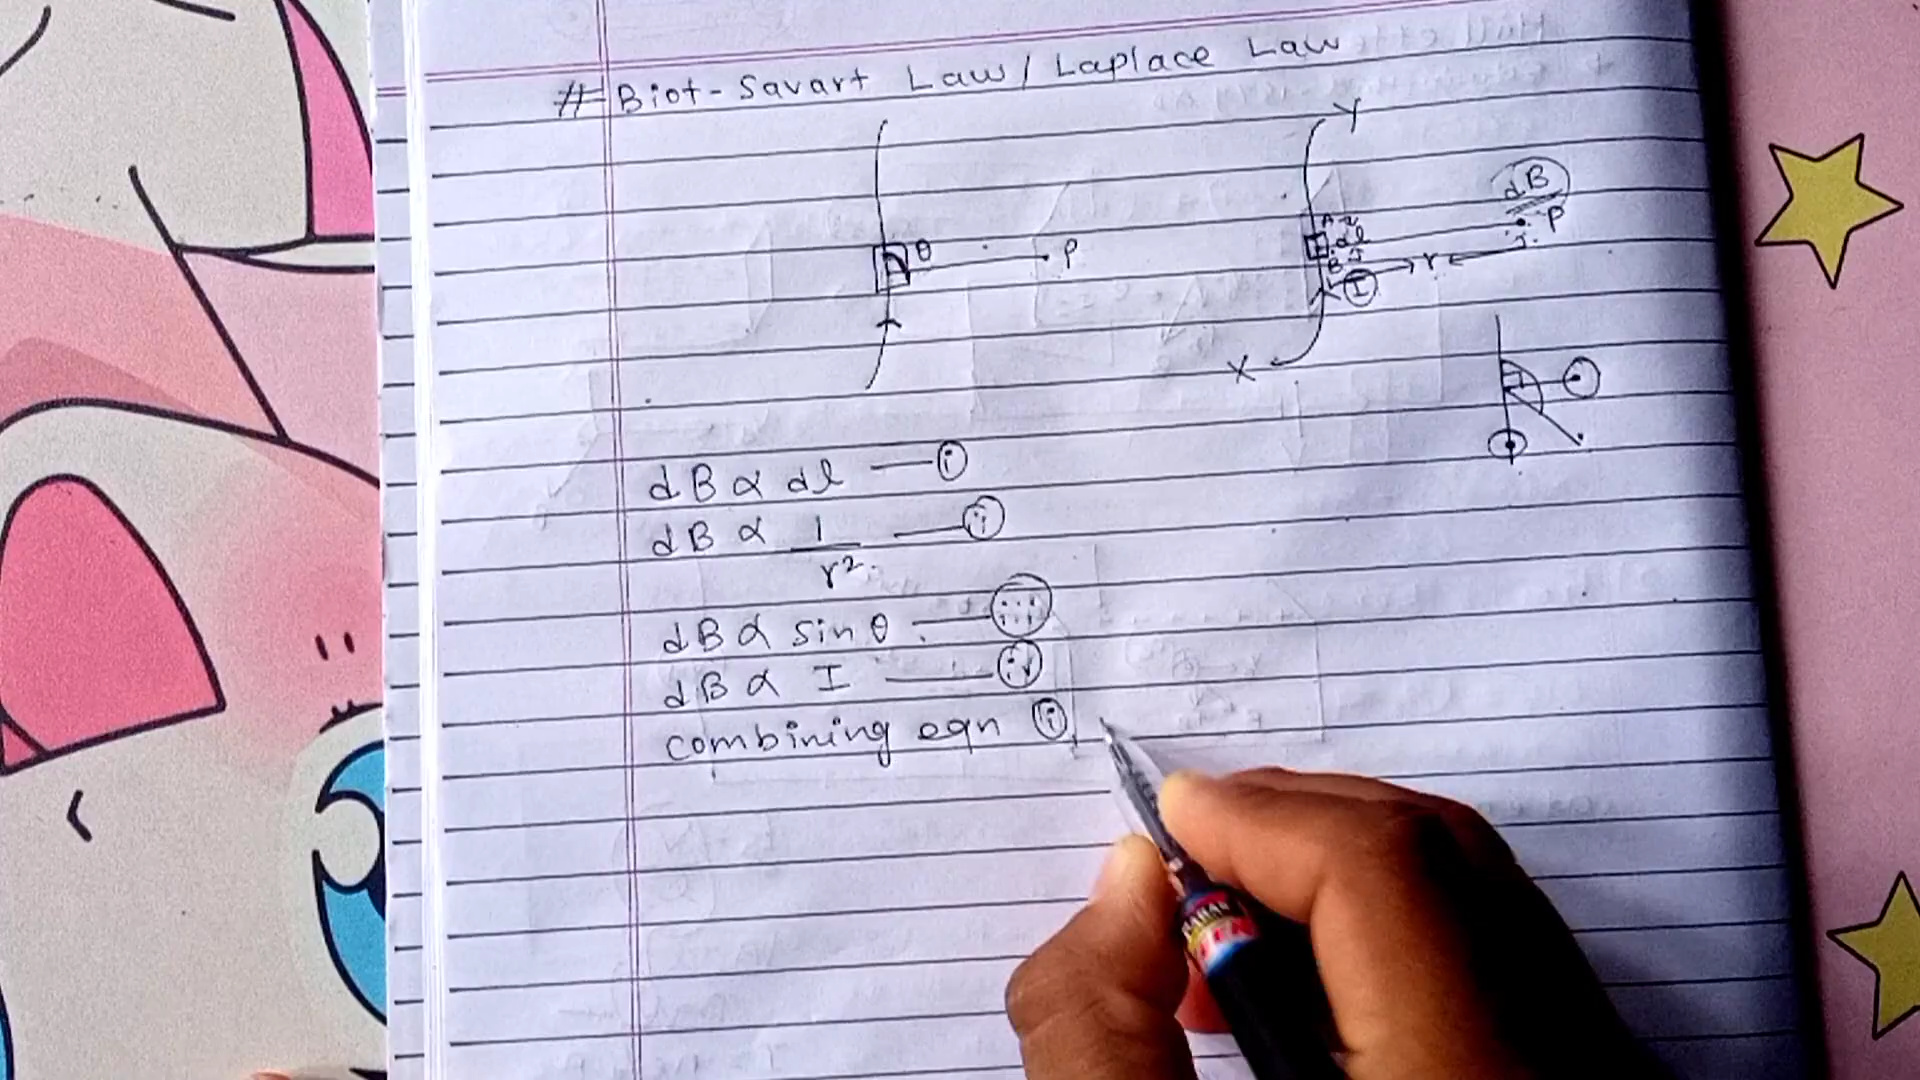 # Biot-Savart Law / Laplace Law
Y
dB
A
dl
P
θ
P
B
r
I
X
dB α dl — i
dB α 1/r² — ii
dB α sin θ — iii
dB α I — iv
combining eqn i,